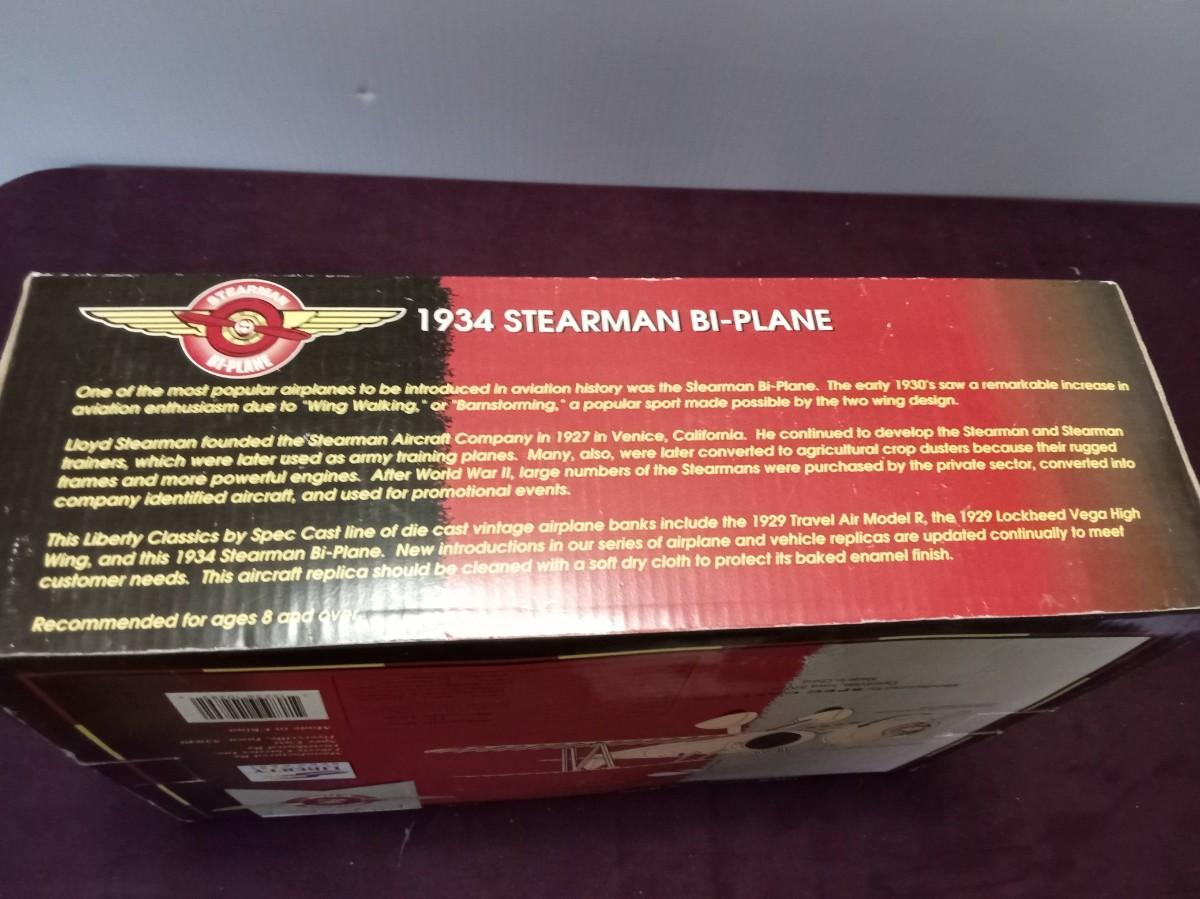 STEARMAN
BI-PLANE
1934 STEARMAN BI-PLANE
One of the most popular airplanes to be introduced in aviation history was the Stearman Bi-Plane. The early 1930's saw a remarkable increase in
aviation enthusiasm due to "Wing Walking," or "Barnstorming," a popular sport made possible by the two wing design.
Lloyd Stearman founded the Stearman Aircraft Company in 1927 in Venice, California. He continued to develop the Stearman and Stearman
trainers, which were later used as army training planes. Many, also, were later converted to agricultural crop dusters because their rugged
frames and more powerful engines. After World War II, large numbers of the Stearmans were purchased by the private sector, converted into
company identified aircraft, and used for promotional events.
This Liberty Classics by Spec Cast line of die cast vintage airplane banks include the 1929 Travel Air Model R, the 1929 Lockheed Vega High
Wing, and this 1934 Stearman Bi-Plane. New introductions in our series of airplane and vehicle replicas are updated continually to meet
customer needs. This aircraft replica should be cleaned with a soft dry cloth to protect its baked enamel finish.
Recommended for ages 8 and over.
Made in China
LIBERTY